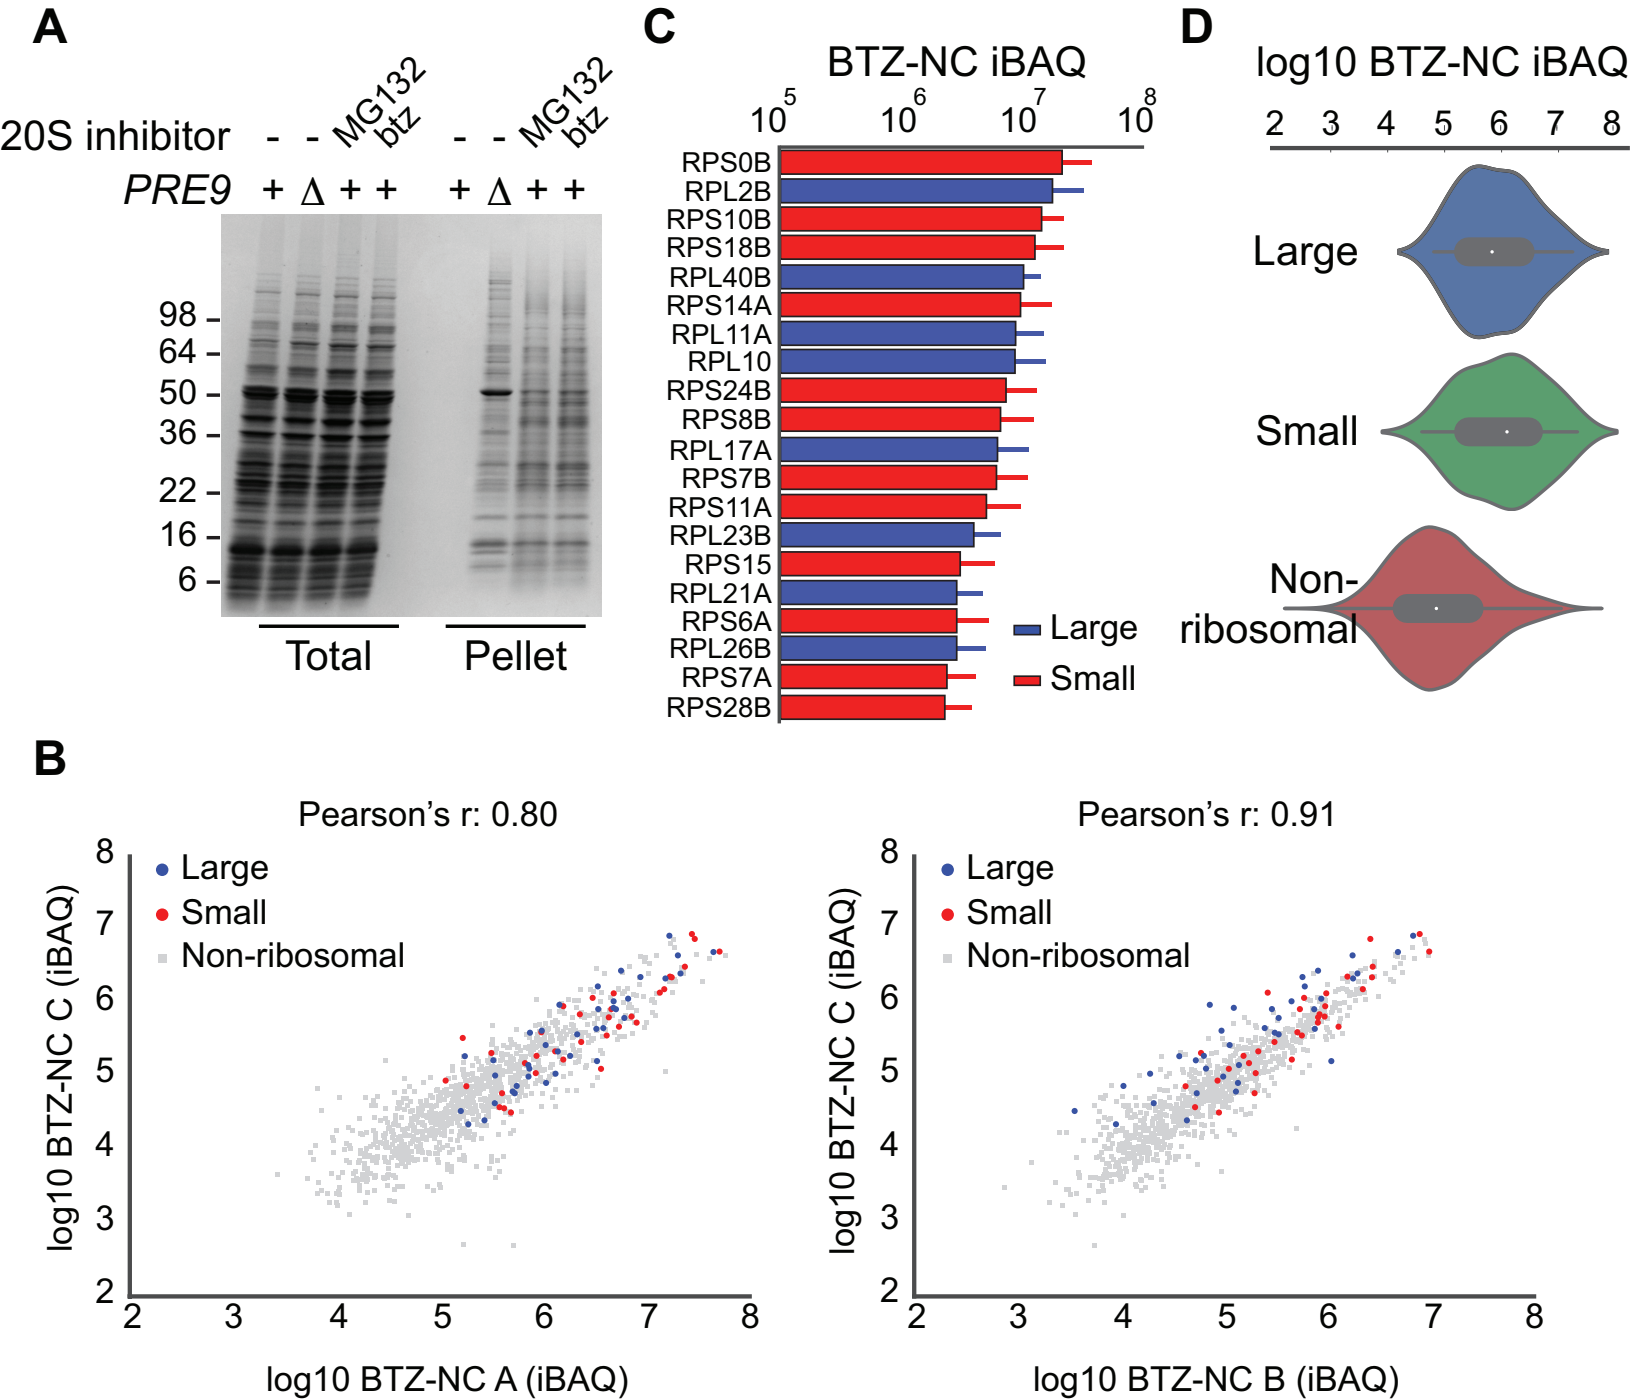 A
20S inhibitor - - MG132 btz - - MG132 btz
PRE9 + Δ + + + Δ + +
98
64
50
36
22
16
6
Total Pellet
C
BTZ-NC iBAQ
10^5 10^6 10^7 10^8
RPS0B
RPL2B
RPS10B
RPS18B
RPL40B
RPS14A
RPL11A
RPL10
RPS24B
RPS8B
RPL17A
RPS7B
RPS11A
RPL23B
RPS15
RPL21A
RPS6A
RPL26B
RPS7A
RPS28B
Large
Small
D
log10 BTZ-NC iBAQ
2 3 4 5 6 7 8
Large
Small
Non-
ribosomal
B
Pearson's r: 0.80
8
7
6
5
4
3
2
Large
Small
Non-ribosomal
log10 BTZ-NC C (iBAQ)
2 3 4 5 6 7 8
log10 BTZ-NC A (iBAQ)
Pearson's r: 0.91
8
7
6
5
4
3
2
Large
Small
Non-ribosomal
log10 BTZ-NC C (iBAQ)
2 3 4 5 6 7 8
log10 BTZ-NC B (iBAQ)